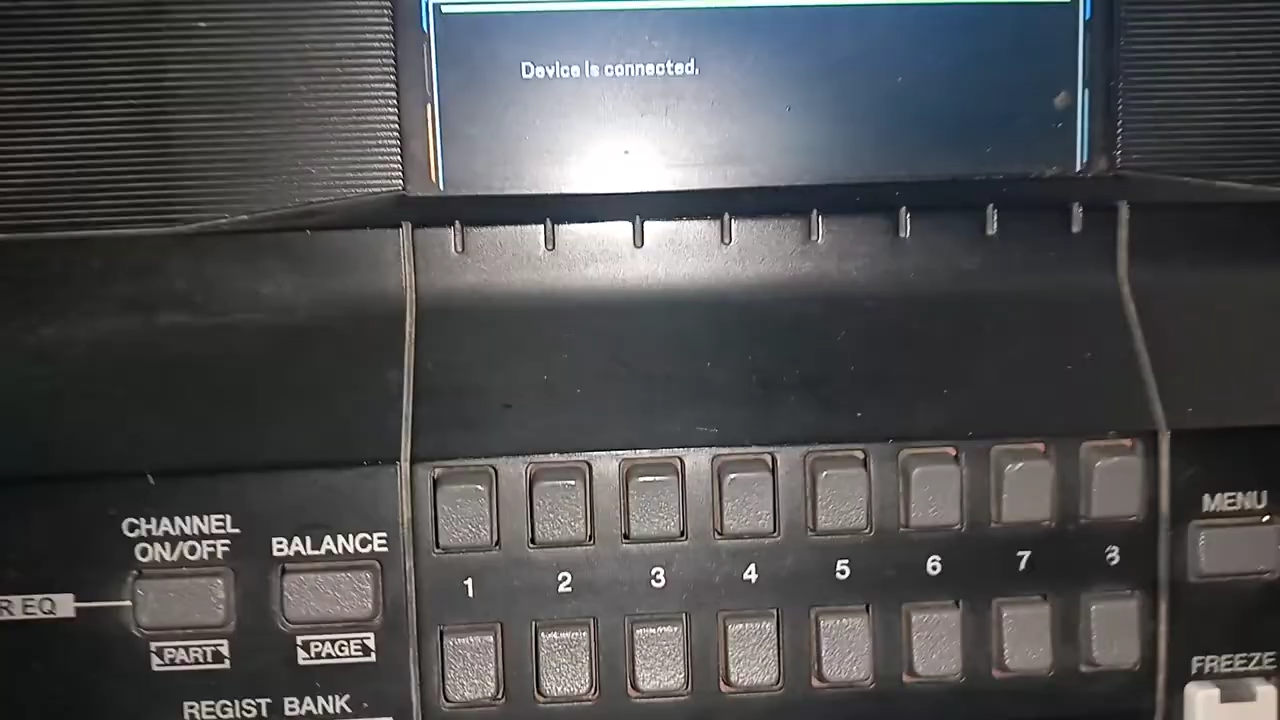 Device is connected.
CHANNEL
ON/OFF
BALANCE
1 2 3 4 5 6 7 8
MENU
R EQ
PART
PAGE
FREEZE
REGIST BANK